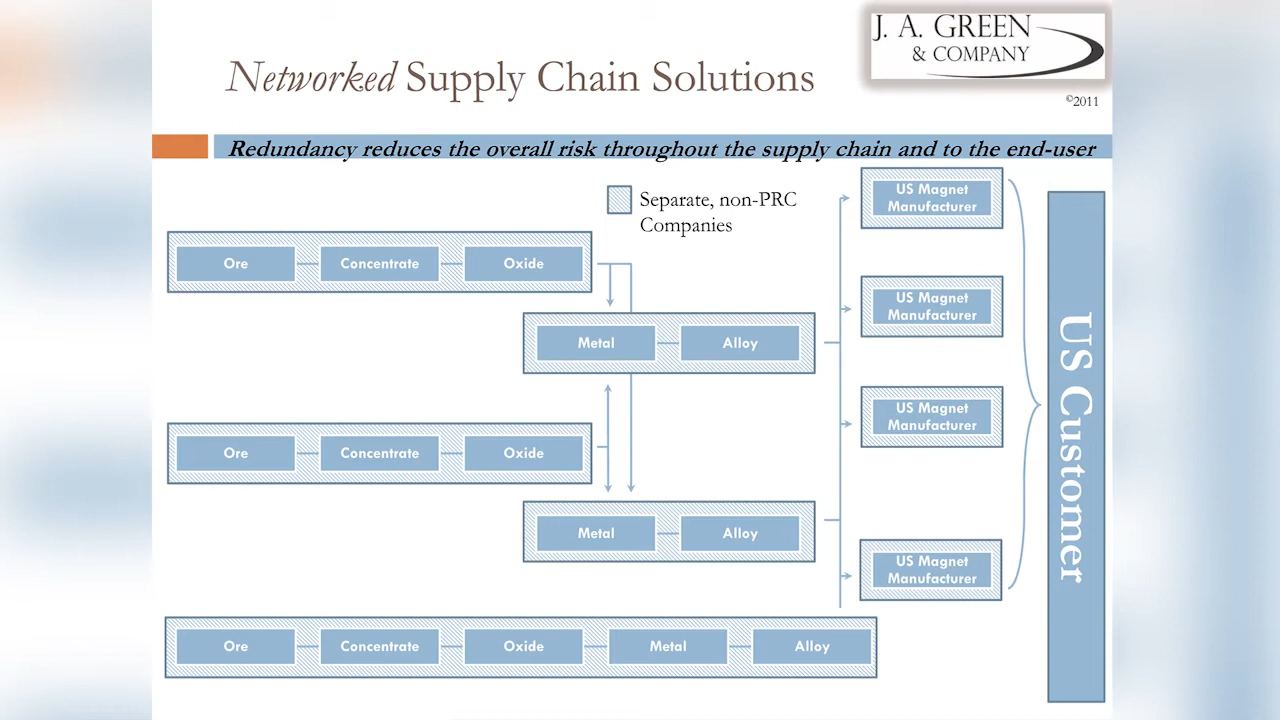 J. A. GREEN
& COMPANY
Networked Supply Chain Solutions
©2011
Redundancy reduces the overall risk throughout the supply chain and to the end-user
Separate, non-PRC
Companies
US Magnet
Manufacturer
Ore
Concentrate
Oxide
US Magnet
Manufacturer
Metal
Alloy
US Magnet
Manufacturer
Ore
Concentrate
Oxide
Metal
Alloy
US Magnet
Manufacturer
US Customer
Ore
Concentrate
Oxide
Metal
Alloy